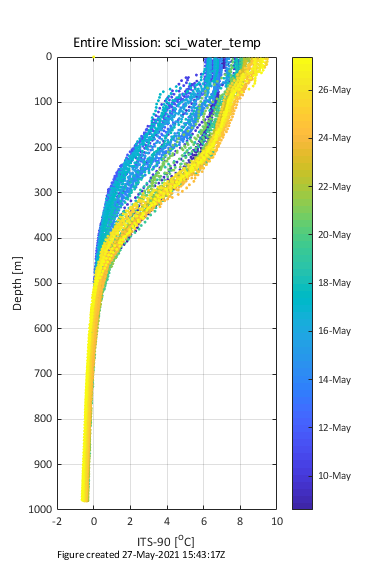 Entire Mission: sci_water_temp
0
100
200
300
400
500
600
700
800
900
1000
Depth [m]
-2 0 2 4 6 8 10
ITS-90 [°C]
26-May
24-May
22-May
20-May
18-May
16-May
14-May
12-May
10-May
Figure created 27-May-2021 15:43:17Z